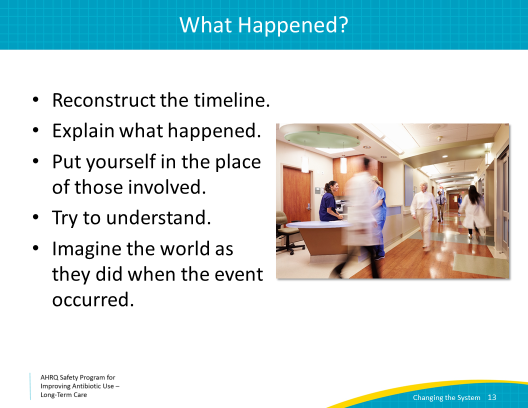 What Happened?
• Reconstruct the timeline.
• Explain what happened.
• Put yourself in the place
of those involved.
• Try to understand.
• Imagine the world as
they did when the event
occurred.
AHRQ Safety Program for
Improving Antibiotic Use –
Long-Term Care
Changing the System 13